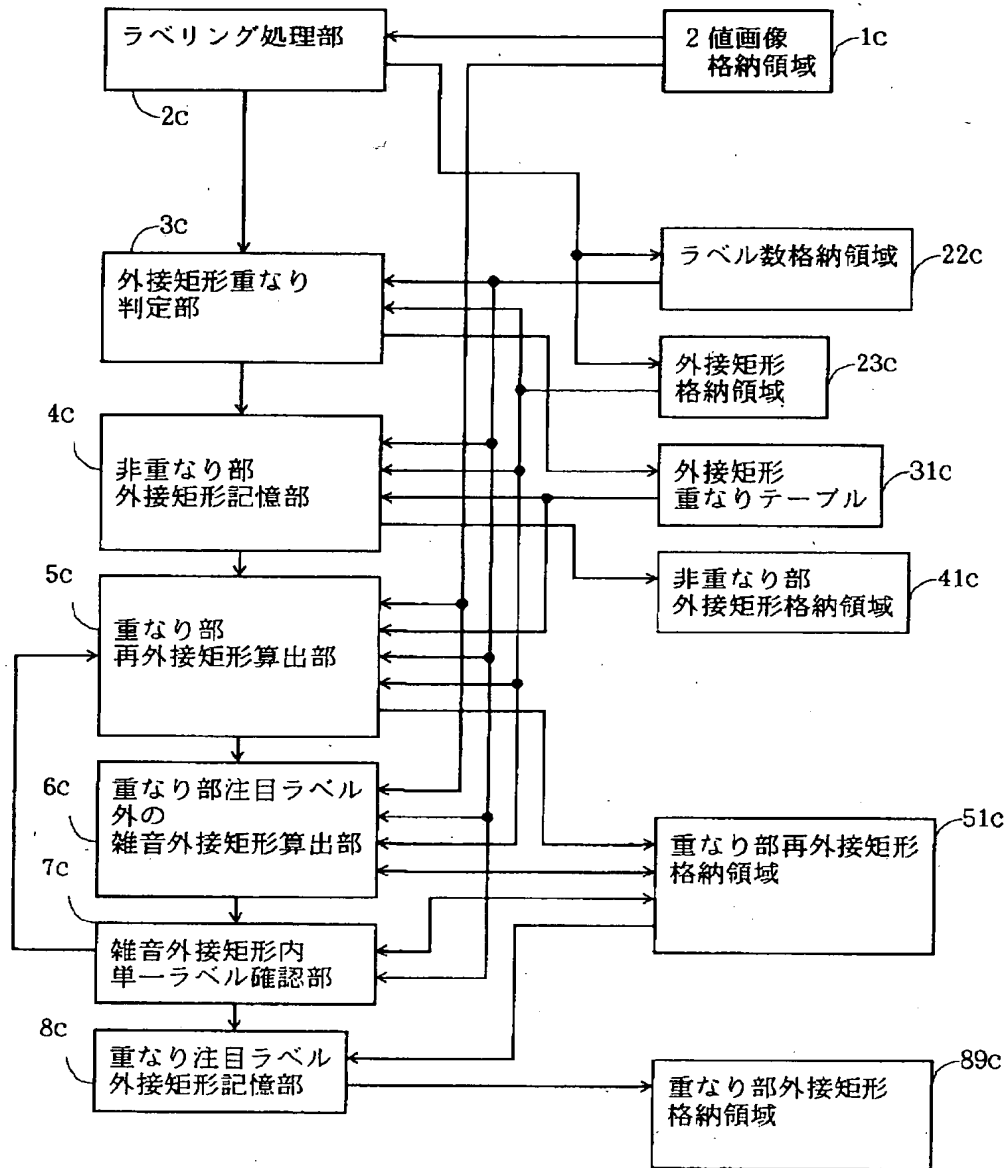 ラベリング処理部
2c
2値画像
格納領域
1c
3c
外接矩形重なり
判定部
ラベル数格納領域
22c
外接矩形
格納領域
23c
4c
非重なり部
外接矩形記憶部
外接矩形
重なりテーブル
31c
5c
重なり部
再外接矩形算出部
非重なり部
外接矩形格納領域
41c
6c
重なり部注目ラベル
外の
雑音外接矩形算出部
51c
重なり部再外接矩形
格納領域
7c
雑音外接矩形内
単一ラベル確認部
8c
重なり注目ラベル
外接矩形記憶部
89c
重なり部外接矩形
格納領域